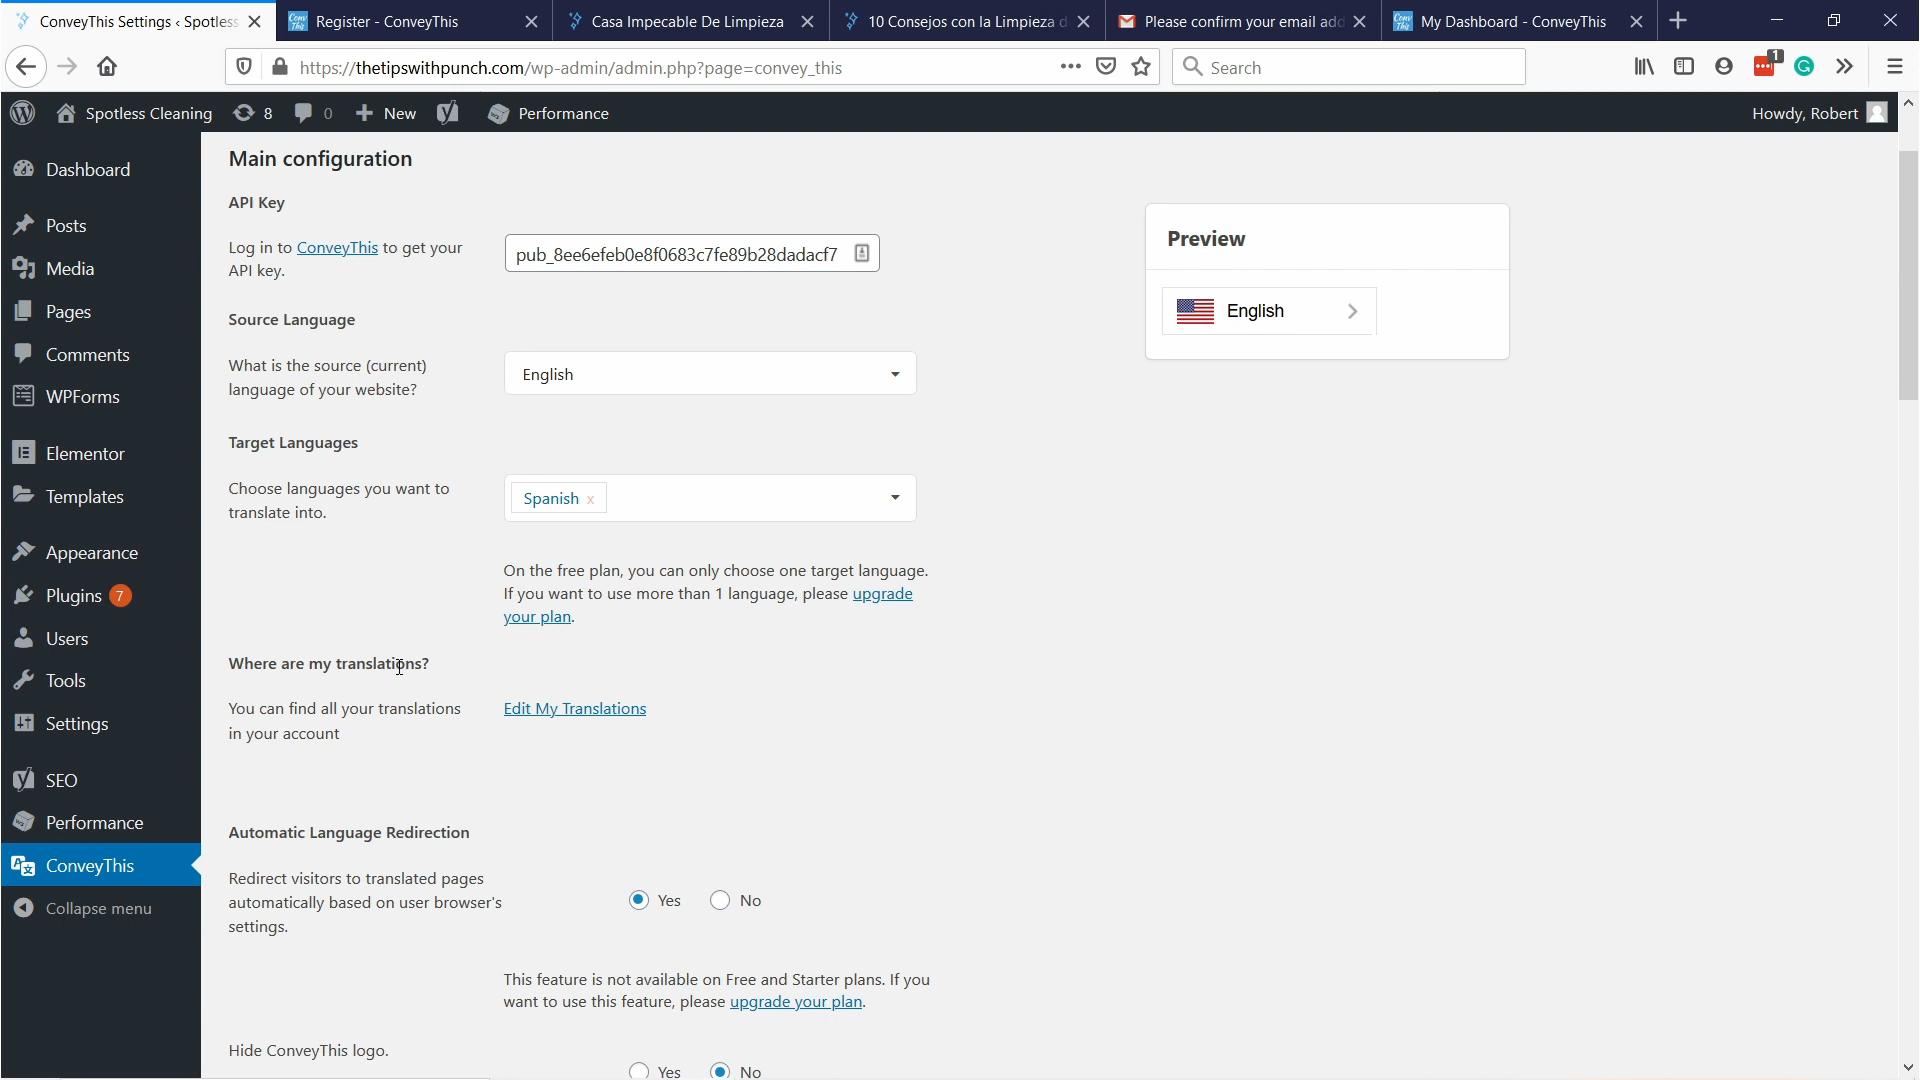 ConveyThis Settings ‹ Spotless
Register - ConveyThis
Casa Impecable De Limpieza
10 Consejos con la Limpieza d
Please confirm your email add
My Dashboard - ConveyThis
https://thetipswithpunch.com/wp-admin/admin.php?page=convey_this
Search
1
Spotless Cleaning
8
0
New
Performance
Howdy, Robert
Dashboard
Posts
Media
Pages
Comments
WPForms
Elementor
Templates
Appearance
Plugins 7
Users
Tools
Settings
SEO
Performance
ConveyThis
Collapse menu
Main configuration
API Key
Log in to ConveyThis to get your
API key.
pub_8ee6efeb0e8f0683c7fe89b28dadacf7
Source Language
What is the source (current)
language of your website?
English
Target Languages
Choose languages you want to
translate into.
Spanish x
On the free plan, you can only choose one target language.
If you want to use more than 1 language, please upgrade
your plan.
Where are my translations?
You can find all your translations
in your account
Edit My Translations
Automatic Language Redirection
Redirect visitors to translated pages
automatically based on user browser's
settings.
Yes
No
This feature is not available on Free and Starter plans. If you
want to use this feature, please upgrade your plan.
Hide ConveyThis logo.
Yes
No
Preview
English